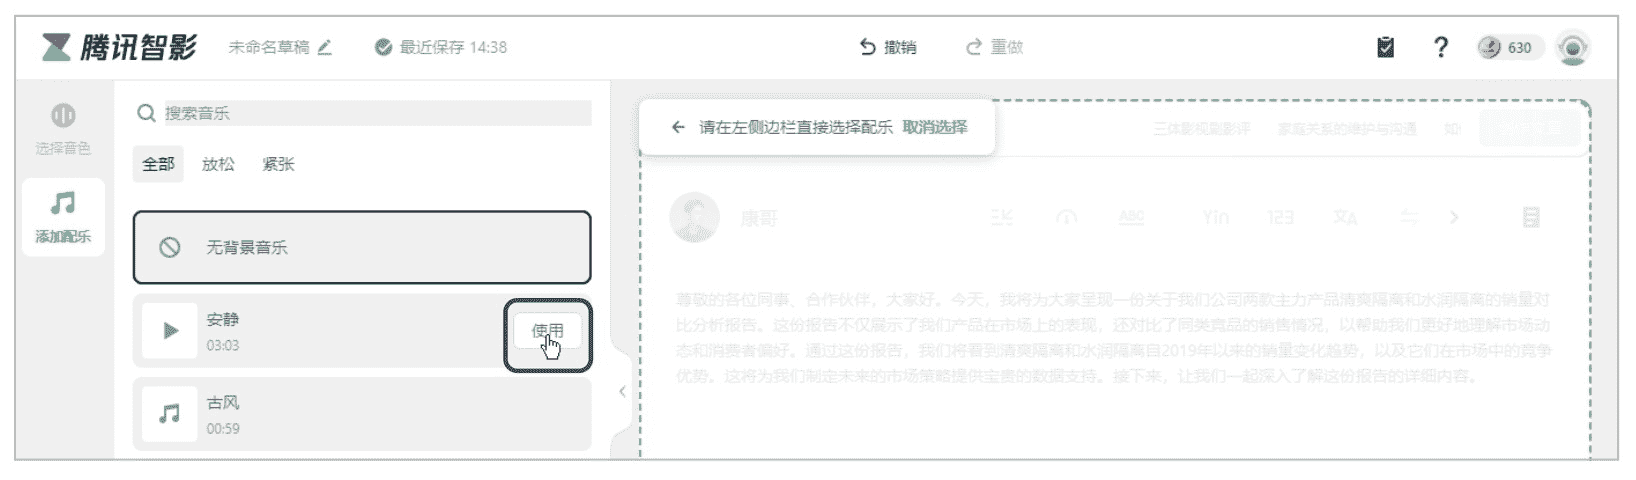 腾讯智影
未命名草稿
最近保存 14:38
撤销
重做
?
630
选择音色
添加配乐
搜索音乐
全部 放松 紧张
无背景音乐
安静
03:03
使用
古风
00:59
← 请在左侧边栏直接选择配乐 取消选择
三体影视剧影评 家庭关系的维护与沟通
康哥
ABC Yin 123 文A
尊敬的各位同事、合作伙伴，大家好。今天，我将为大家呈现一份关于我们公司两款主力产品清爽隔离和水润隔离的销量对
比分析报告。这份报告不仅展示了我们产品在市场上的表现，还对比了同类竞品的销售情况，以帮助我们更好地理解市场动
态和消费者偏好。通过这份报告，我们将看到清爽隔离和水润隔离自2019年以来的销量变化趋势，以及它们在市场中的竞争
优势。这将为我们制定未来的市场策略提供宝贵的数据支持。接下来，让我们一起深入了解这份报告的详细内容。